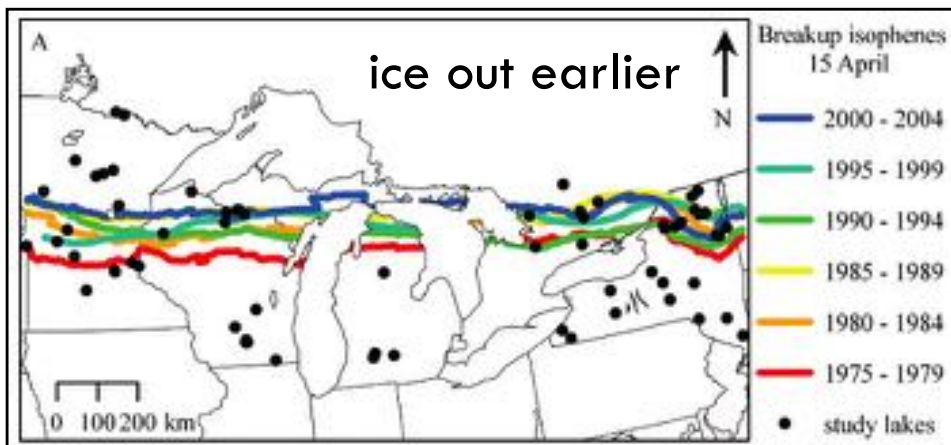 A
ice out earlier
N
Breakup isophenes
15 April
2000 - 2004
1995 - 1999
1990 - 1994
1985 - 1989
1980 - 1984
1975 - 1979
study lakes
0 100 200 km